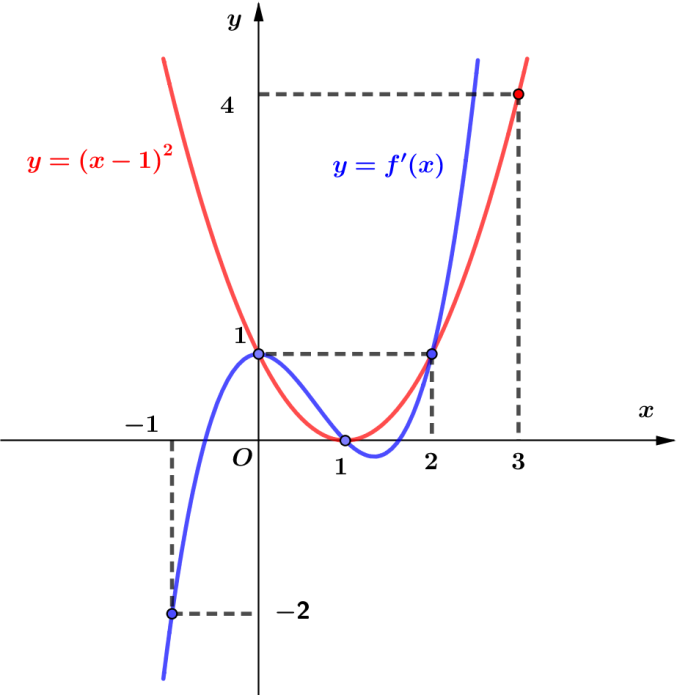 y
4
y = (x − 1)²
y = f′(x)
1
−1
x
O
1
2
3
−2